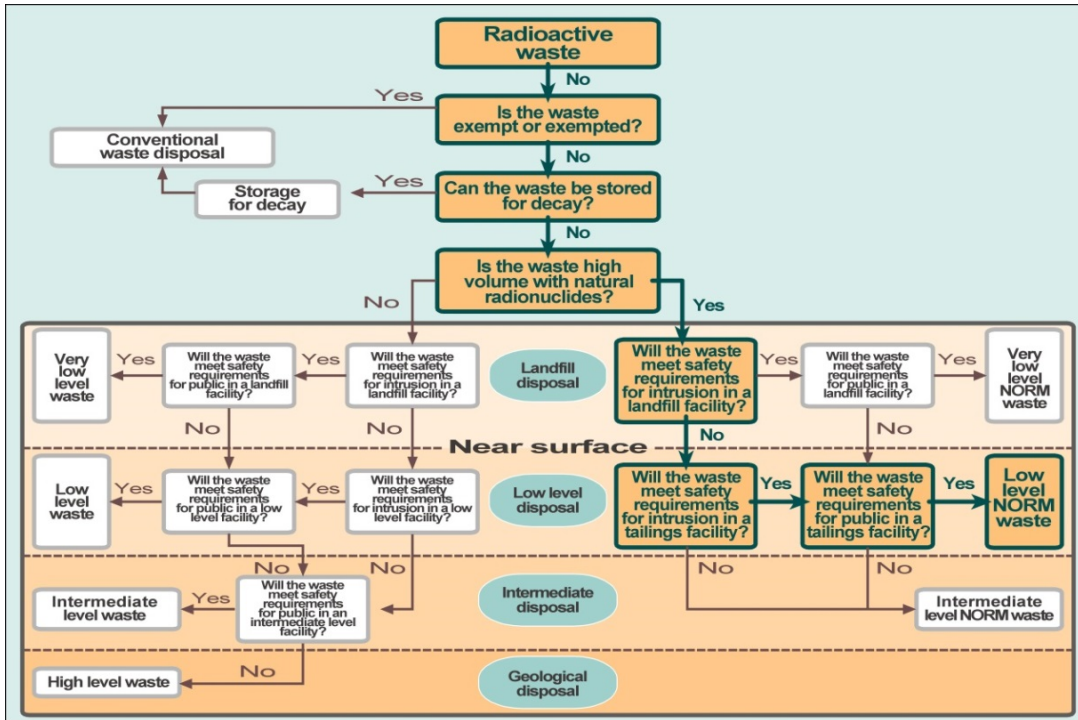 Radioactive
waste
No
Yes
Is the waste
exempt or exempted?
Conventional
waste disposal
No
Yes
Can the waste be stored
for decay?
Storage
for decay
No
Is the waste high
volume with natural
radionuclides?
No
Yes
Very
low
level
waste
Yes
Will the waste
meet safety
requirements
for public in a landfill
facility?
Yes
Will the waste
meet safety
requirements
for intrusion in a
landfill facility?
Landfill
disposal
Will the waste
meet safety
requirements
for intrusion in a
landfill facility?
Yes
Will the waste
meet safety
requirements
for public in a
landfill facility?
Yes
Very
low
level
NORM
waste
No
No
No
No
Near surface
Low
level
waste
Yes
Will the waste
meet safety
requirements
for public in a low
level facility?
Yes
Will the waste
meet safety
requirements
for intrusion in a low
level facility?
Low level
disposal
Will the waste
meet safety
requirements
for intrusion in a
tailings facility?
Yes
Will the waste
meet safety
requirements
for public in a
tailings facility?
Yes
Low
level
NORM
waste
No
No
No
No
Intermediate
level waste
Yes
Will the waste
meet safety
requirements
for public in an
intermediate level
facility?
Intermediate
disposal
Intermediate
level NORM waste
No
High level waste
Geological
disposal